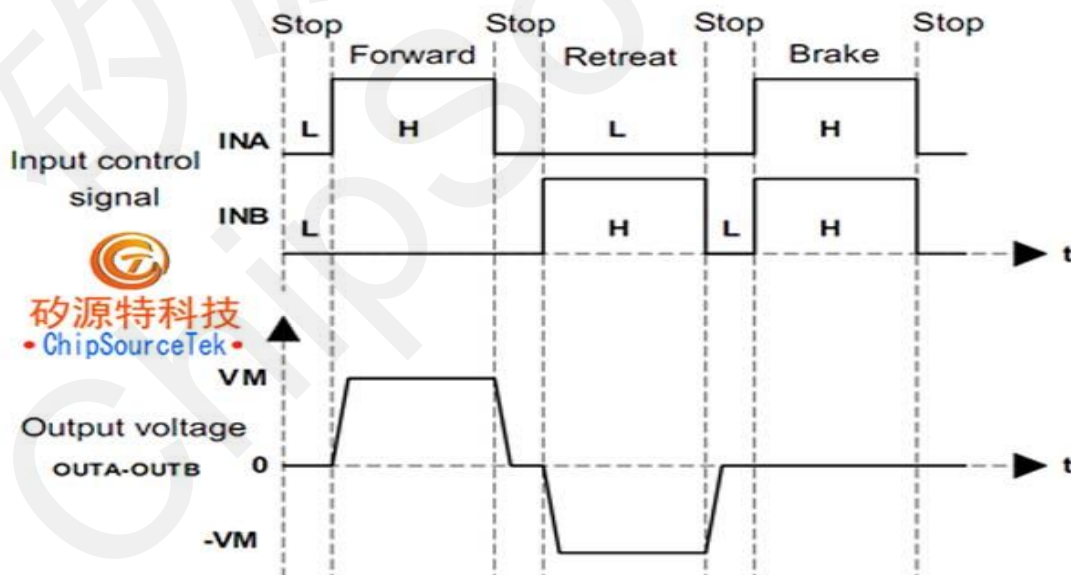 Stop Stop Stop Stop
Forward Retreat Brake
INA L H L H
Input control
signal
INB L H L H
t
矽源特科技
•ChipSourceTek•
VM
Output voltage
OUTA-OUTB 0 t
-VM